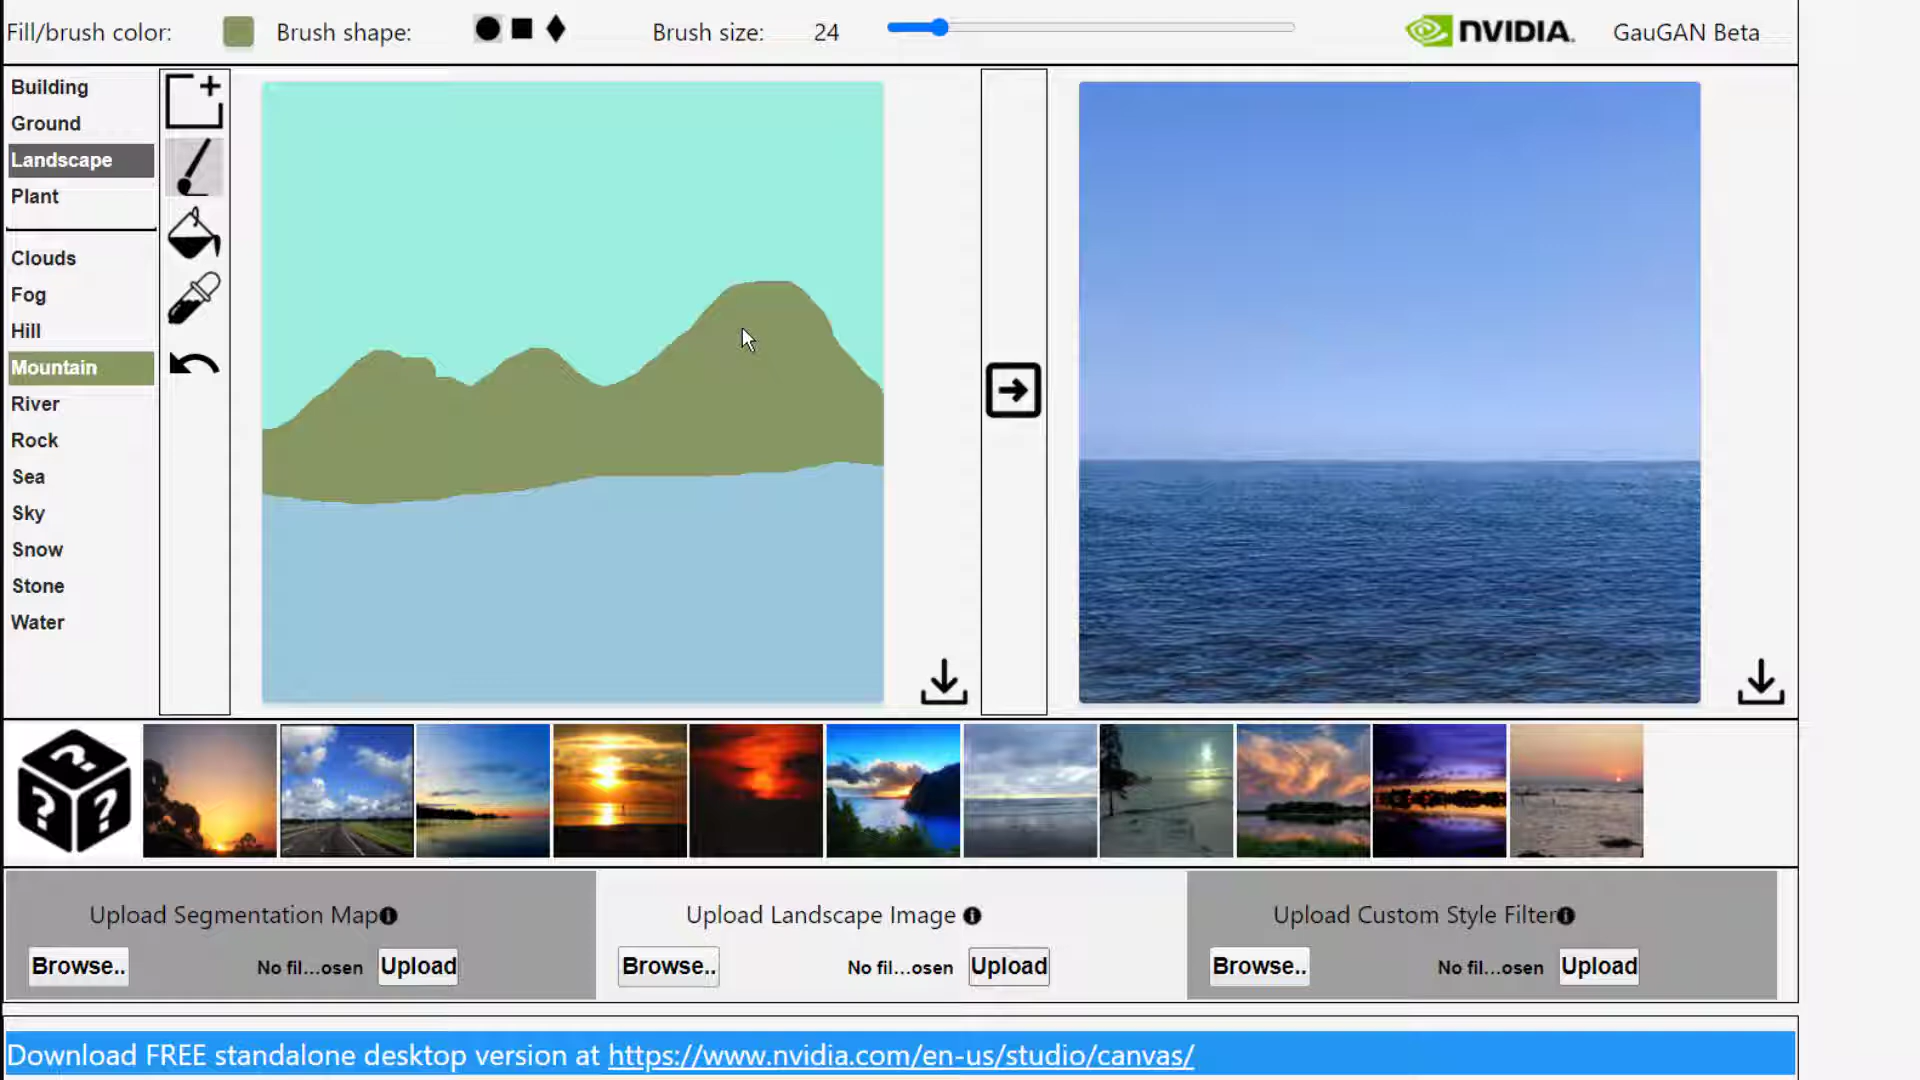 Fill/brush color:
Brush shape:
Brush size: 24
NVIDIA.
GauGAN Beta
Building
Ground
Landscape
Plant
Clouds
Fog
Hill
Mountain
River
Rock
Sea
Sky
Snow
Stone
Water
? ? ?
Upload Segmentation Map
Browse..
No fil...osen
Upload
Upload Landscape Image
Browse..
No fil...osen
Upload
Upload Custom Style Filter
Browse..
No fil...osen
Upload
Download FREE standalone desktop version at https://www.nvidia.com/en-us/studio/canvas/